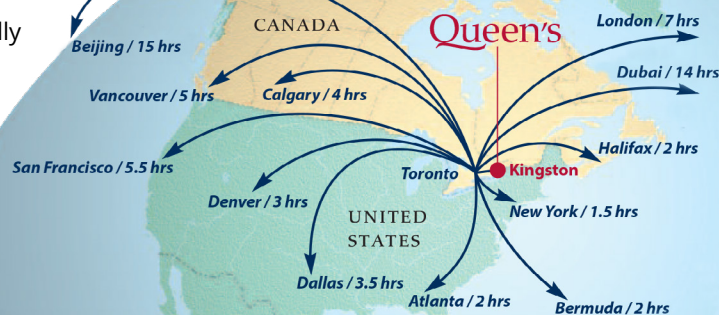 lly
CANADA
Queen's
London / 7 hrs
Beijing / 15 hrs
Dubai / 14 hrs
Vancouver / 5 hrs
Calgary / 4 hrs
Halifax / 2 hrs
San Francisco / 5.5 hrs
Toronto
Kingston
Denver / 3 hrs
New York / 1.5 hrs
UNITED
STATES
Dallas / 3.5 hrs
Atlanta / 2 hrs
Bermuda / 2 hrs